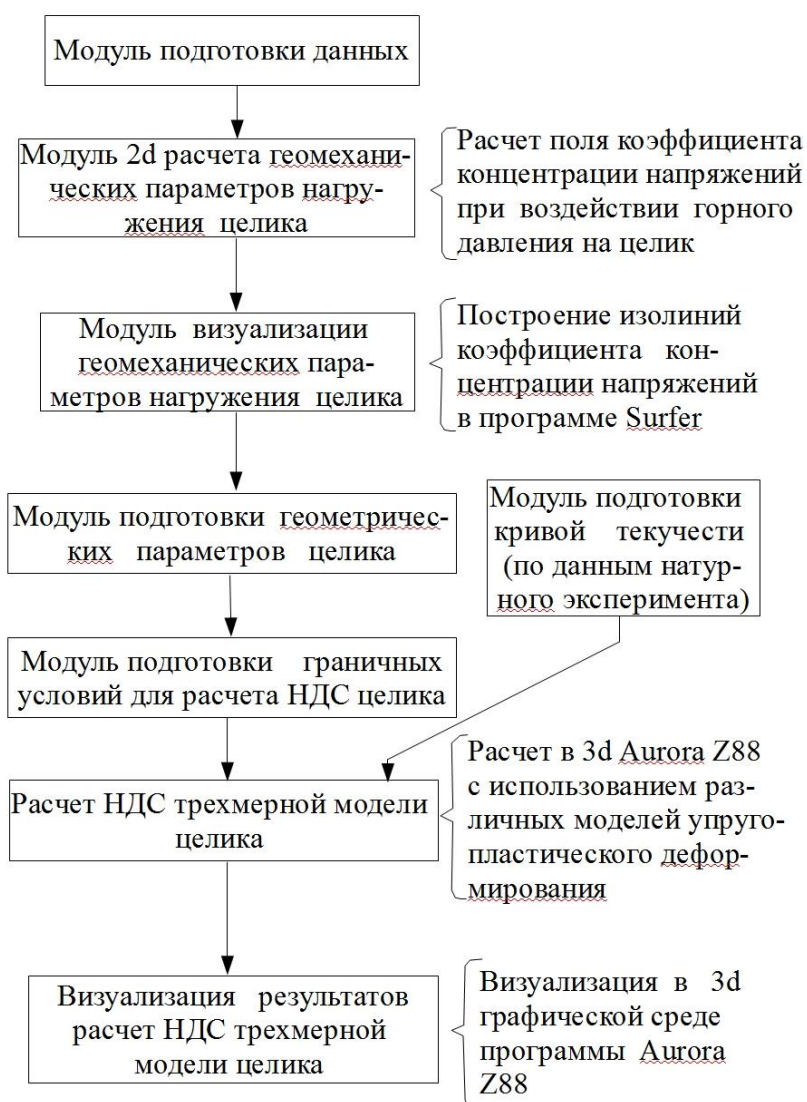 Модуль подготовки данных
Модуль 2d расчета геомехани-
ческих параметров нагру-
жения целика
Расчет поля коэффициента
концентрации напряжений
при воздействии горного
давления на целик
Модуль визуализации
геомеханических пара-
метров нагружения целика
Построение изолиний
коэффициента кон-
центрации напряжений
в программе Surfer
Модуль подготовки геометричес-
ких параметров целика
Модуль подготовки
кривой текучести
(по данным натур-
ного эксперимента)
Модуль подготовки граничных
условий для расчета НДС целика
Расчет НДС трехмерной модели
целика
Расчет в 3d Aurora Z88
с использованием раз-
личных моделей упруго-
пластического дефор-
мирования
Визуализация результатов
расчет НДС трехмерной
модели целика
Визуализация в 3d
графической среде
программы Aurora
Z88